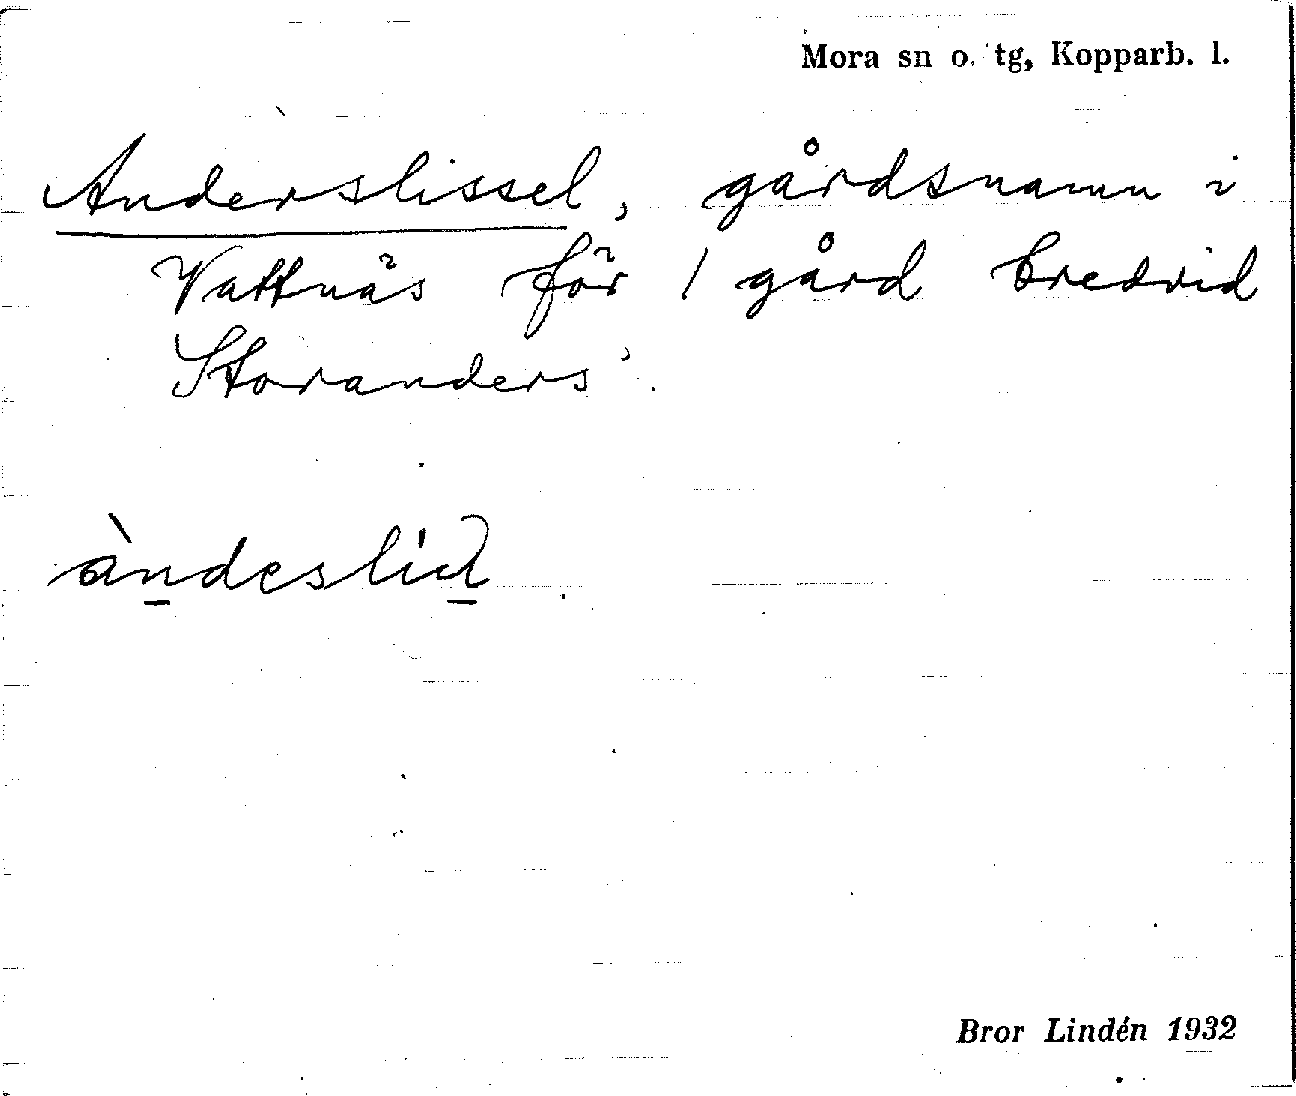 Mora sn o. tg, Kopparb. l.
Anderslissel, gårdsnamn i
Vattnäs för 1 gård bredvid
Storanders'.
àndeslid
Bror Lindén 1932